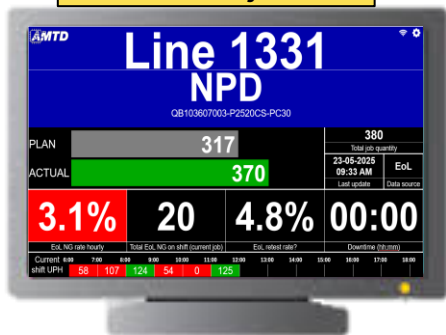 AMTD
Line 1331
NPD
QB103607003-P2520CS-PC30
PLAN 317
ACTUAL 370
380
Total job quantity
23-05-2025
09:33 AM
Last update
EoL
Data source
3.1% 20 4.8% 00:00
EoL NG rate hourly Total EoL NG on shift (current job) EoL retest rate? Downtime (hh:mm)
Current 6:00 7:00 8:00 9:00 10:00 11:00 12:00 13:00 14:00 15:00 16:00 17:00 18:00
shift UPH 58 107 124 54 0 125